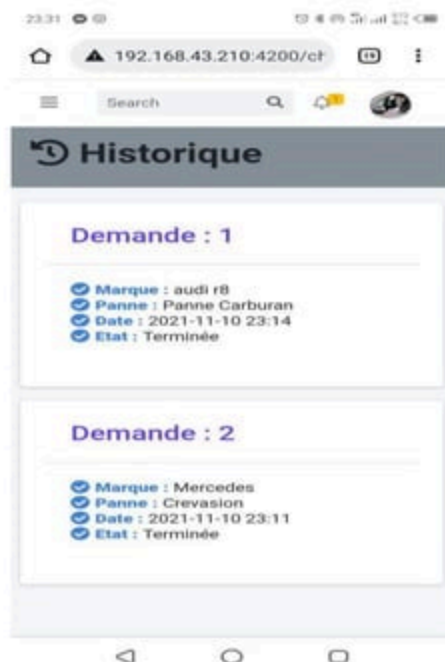 23:31
192.168.43.210:4200/cl
Search
Historique
Demande : 1
Marque : audi r8
Panne : Panne Carburan
Date : 2021-11-10 23:14
Etat : Terminée
Demande : 2
Marque : Mercedes
Panne : Crevasion
Date : 2021-11-10 23:11
Etat : Terminée